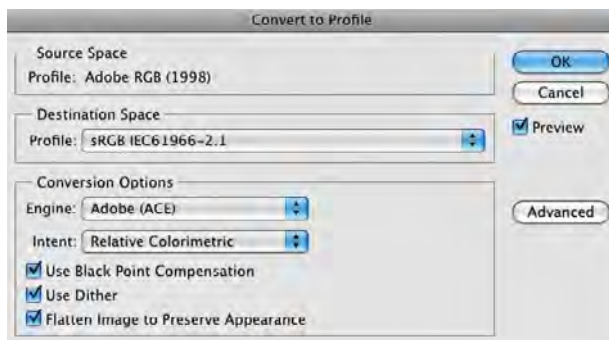 Convert to Profile
Source Space
Profile: Adobe RGB (1998)
OK
Cancel
Destination Space
Preview
Profile: sRGB IEC61966-2.1
Conversion Options
Engine: Adobe (ACE)
Advanced
Intent: Relative Colorimetric
Use Black Point Compensation
Use Dither
Flatten Image to Preserve Appearance